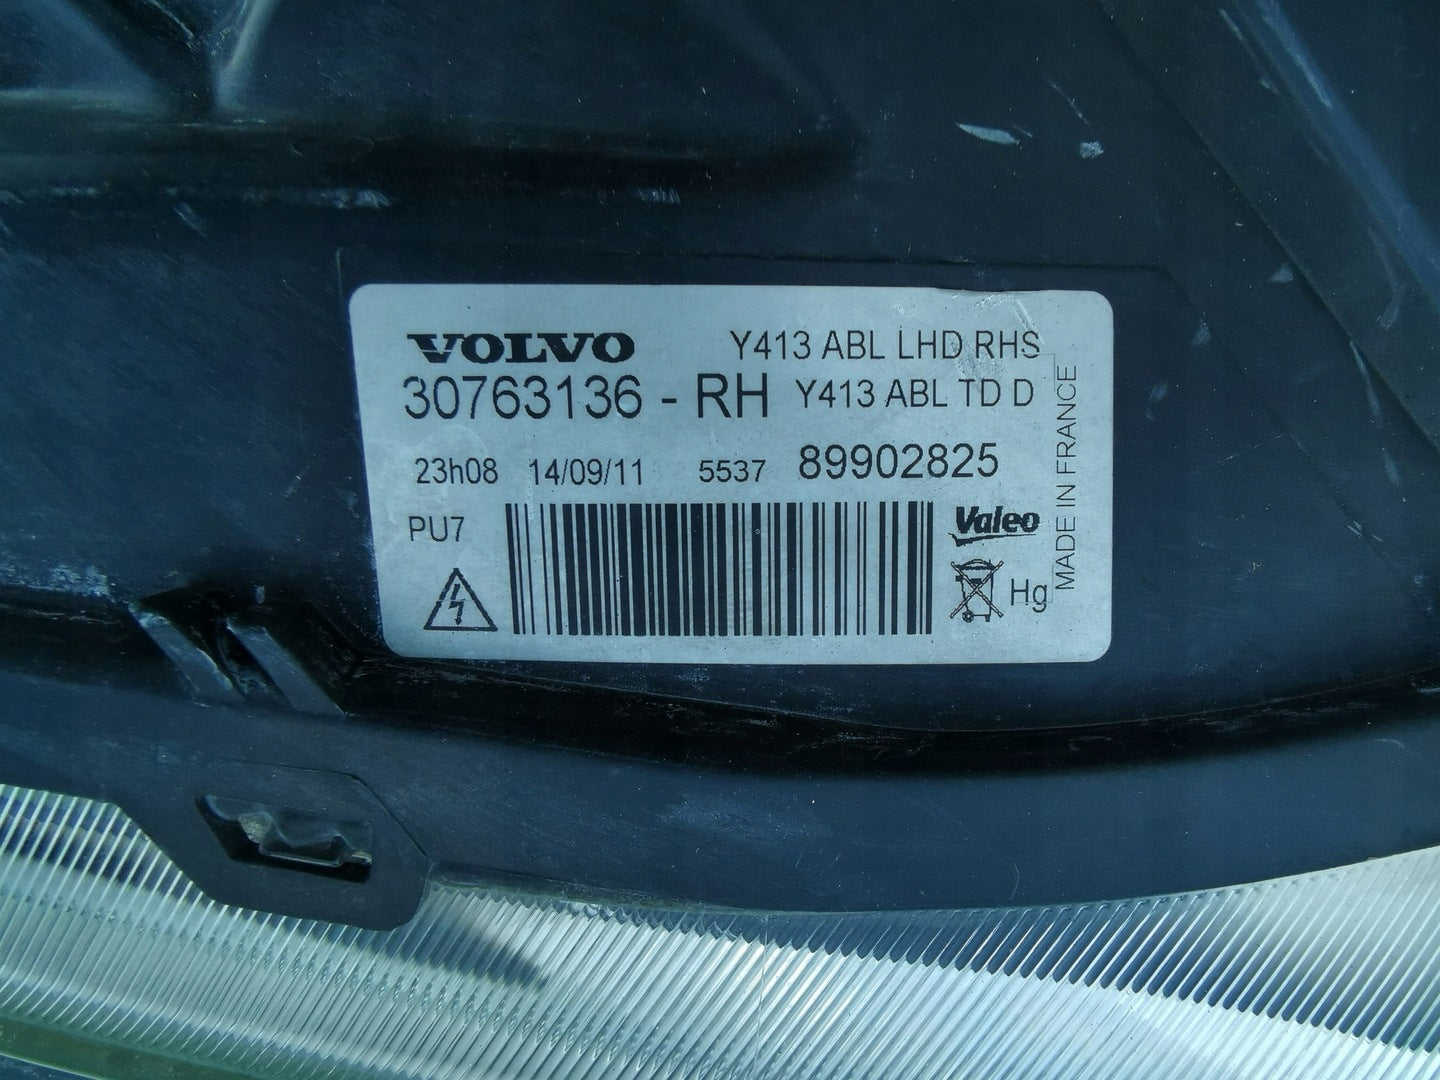 VOLVO Y413 ABL LHD RHS
30763136 - RH Y413 ABL TD D
23h08 14/09/11 5537 89902825
PU7
Valeo
Hg
MADE IN FRANCE